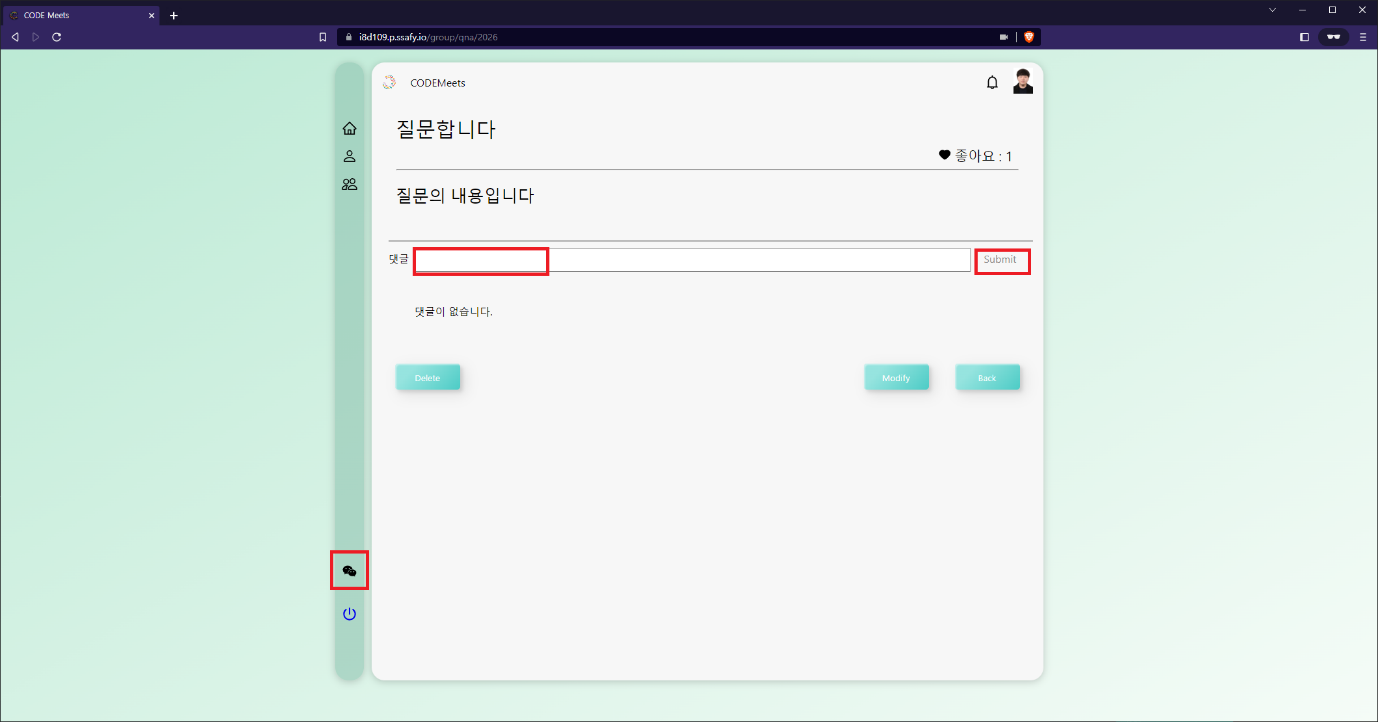 CODE Meets
i8d109.p.ssafy.io/group/qna/2026
CODEMeets
질문합니다
좋아요 : 1
질문의 내용입니다
댓글
Submit
댓글이 없습니다.
Delete
Modify
Back